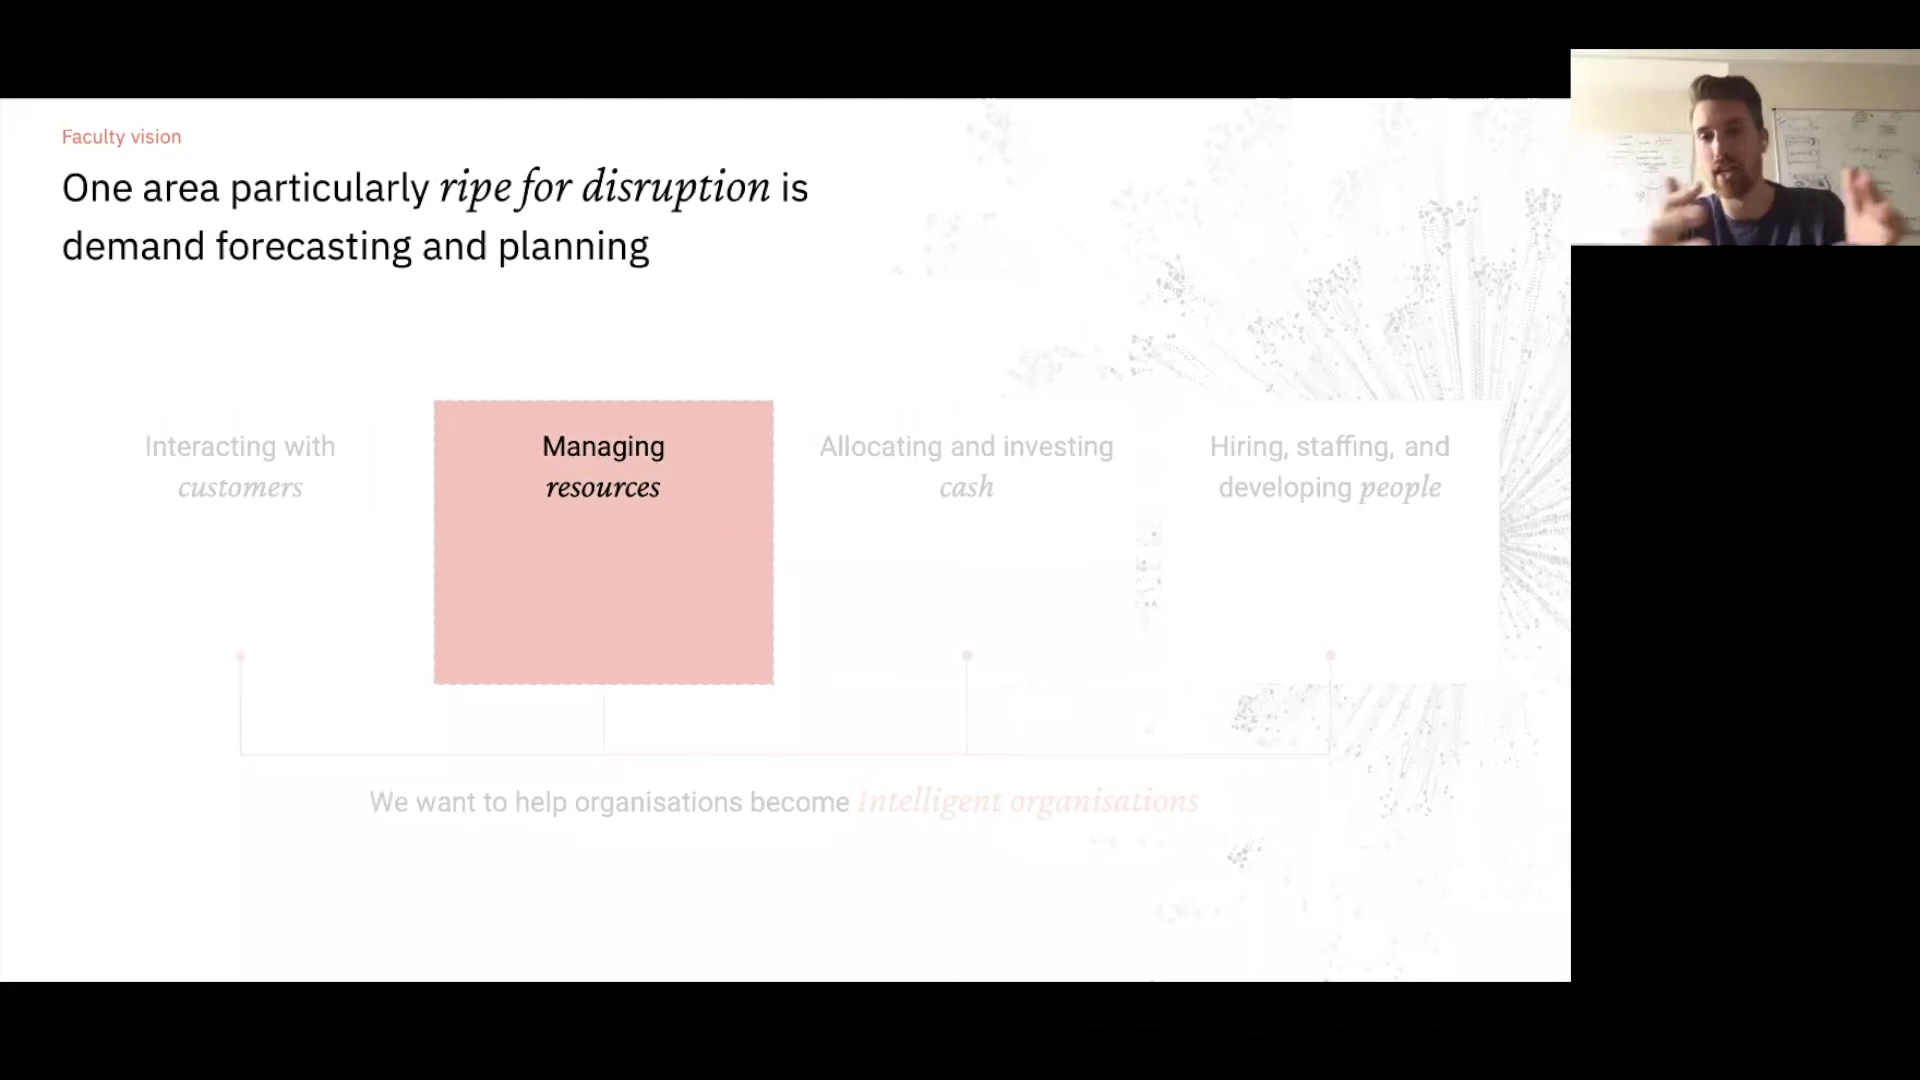 Faculty vision
One area particularly ripe for disruption is
demand forecasting and planning
Interacting with
customers
Managing
resources
Allocating and investing
cash
Hiring, staffing, and
developing people
We want to help organisations become Intelligent organisations